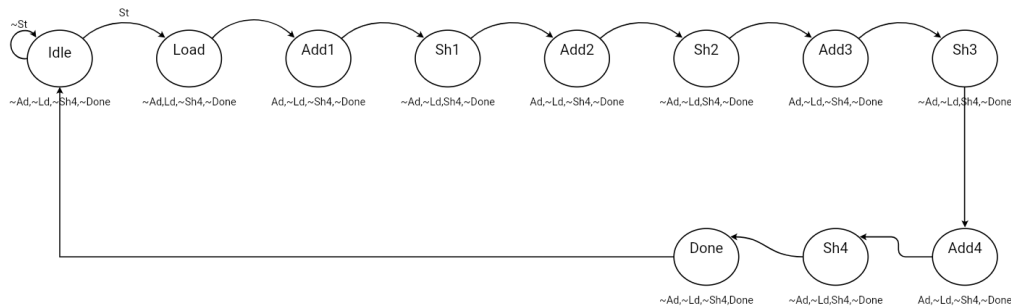 ~St
St
Idle
Load
Add1
Sh1
Add2
Sh2
Add3
Sh3
~Ad,~Ld,~Sh4,~Done
~Ad,Ld,~Sh4,~Done
Ad,~Ld,~Sh4,~Done
~Ad,~Ld,Sh4,~Done
Ad,~Ld,~Sh4,~Done
~Ad,~Ld,Sh4,~Done
Ad,~Ld,~Sh4,~Done
~Ad,~Ld,Sh4,~Done
Done
Sh4
Add4
~Ad,~Ld,~Sh4,Done
~Ad,~Ld,Sh4,~Done
Ad,~Ld,~Sh4,~Done